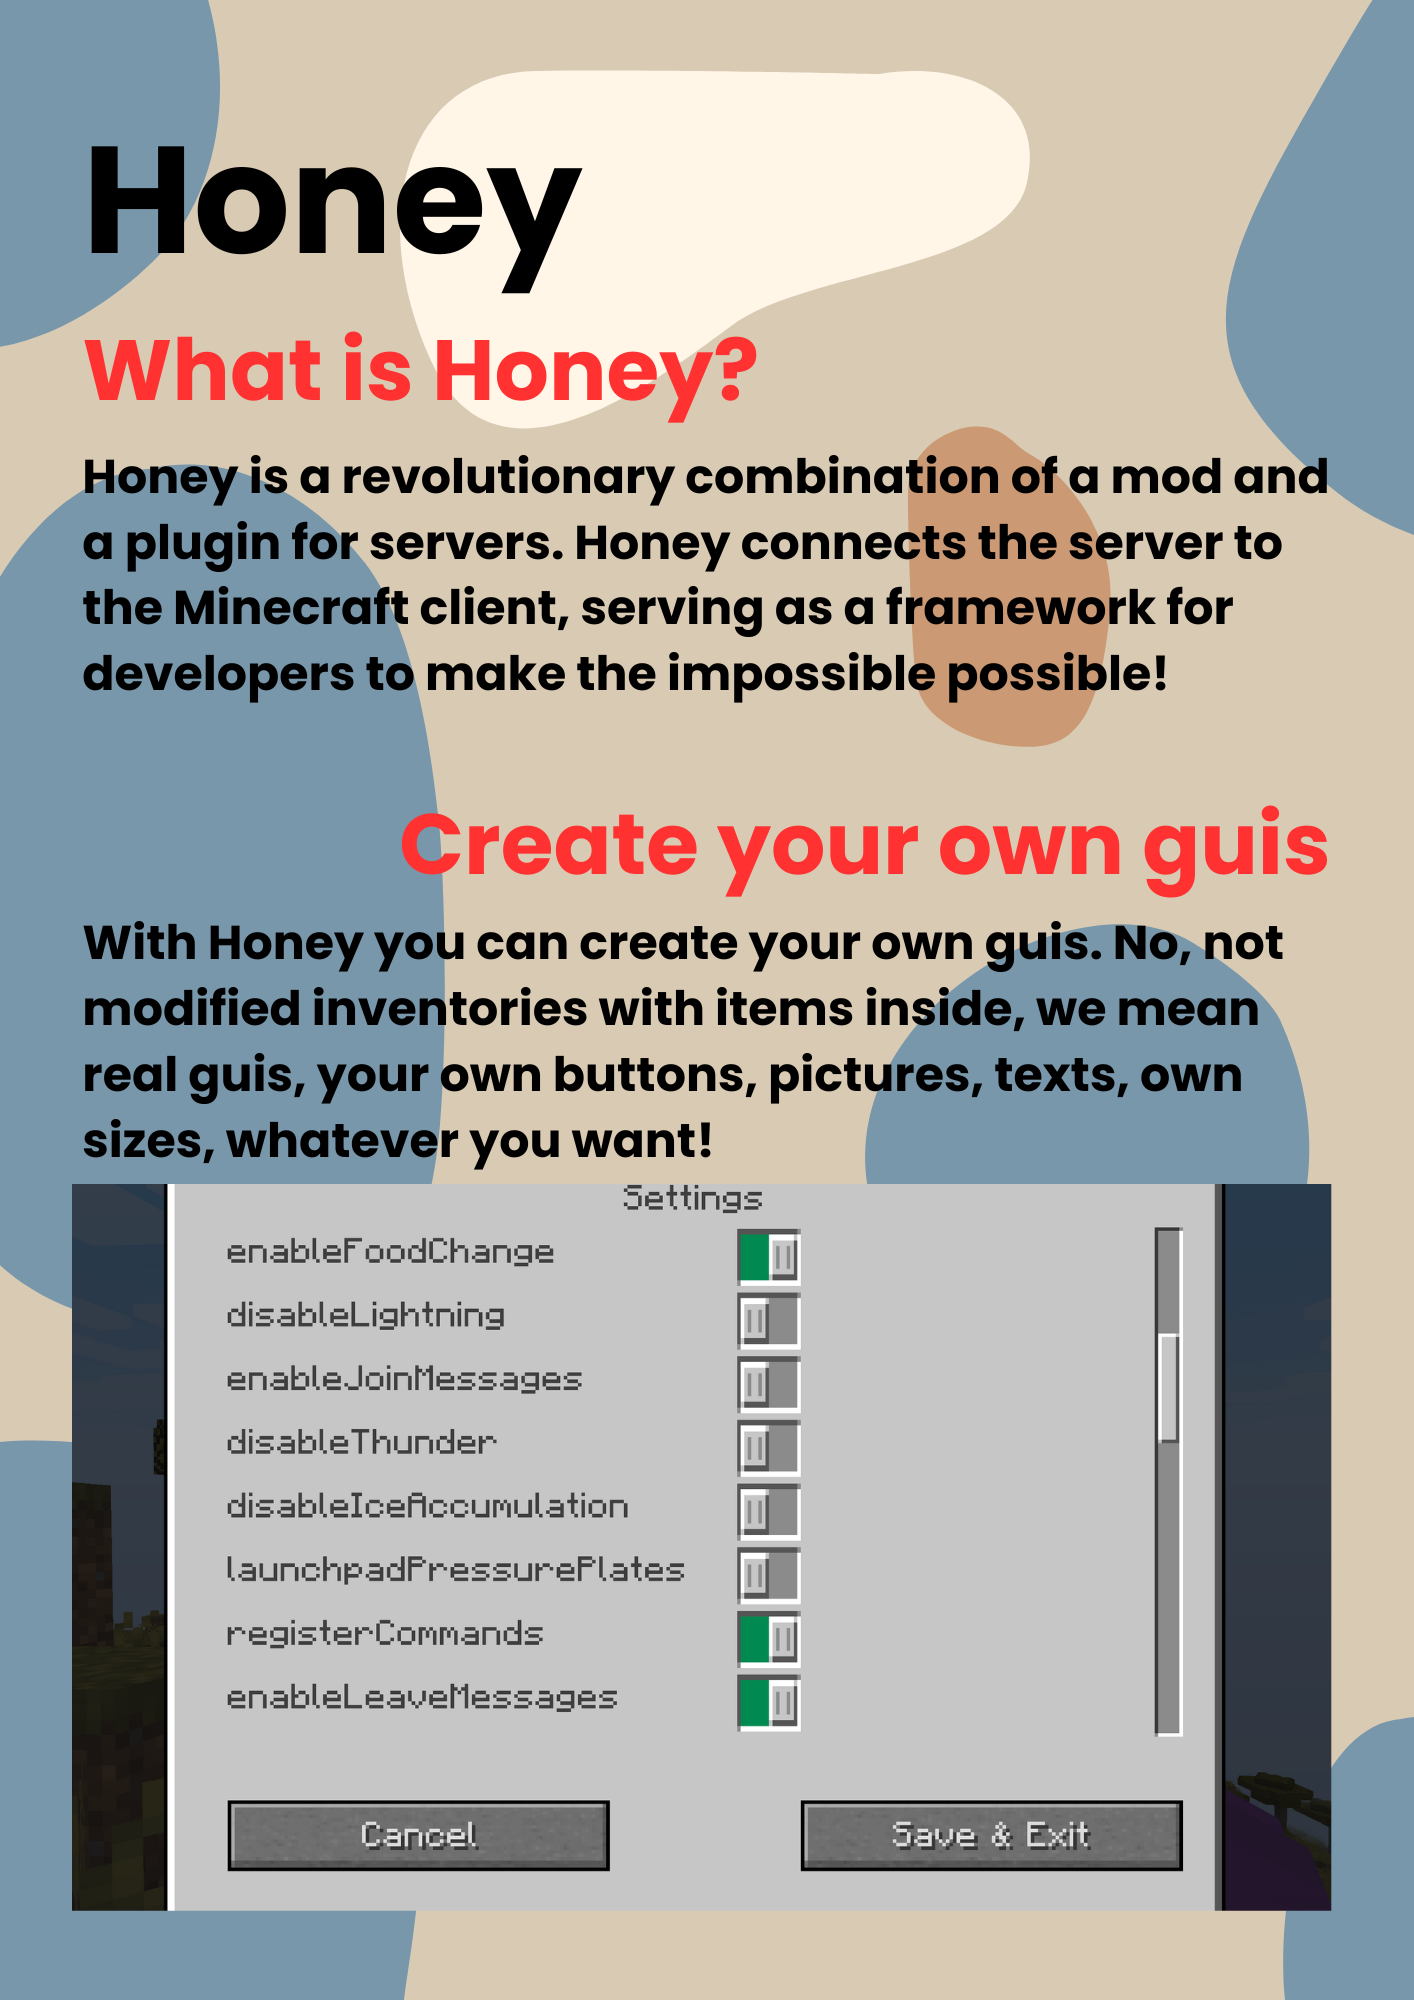 Honey
What is Honey?
Honey is a revolutionary combination of a mod and
a plugin for servers. Honey connects the server to
the Minecraft client, serving as a framework for
developers to make the impossible possible!
Create your own guis
With Honey you can create your own guis. No, not
modified inventories with items inside, we mean
real guis, your own buttons, pictures, texts, own
sizes, whatever you want!
Settings
enableFoodChange
disableLightning
enableJoinMessages
disableThunder
disableIceAccumulation
launchpadPressurePlates
registerCommands
enableLeaveMessages
Cancel
Save & Exit